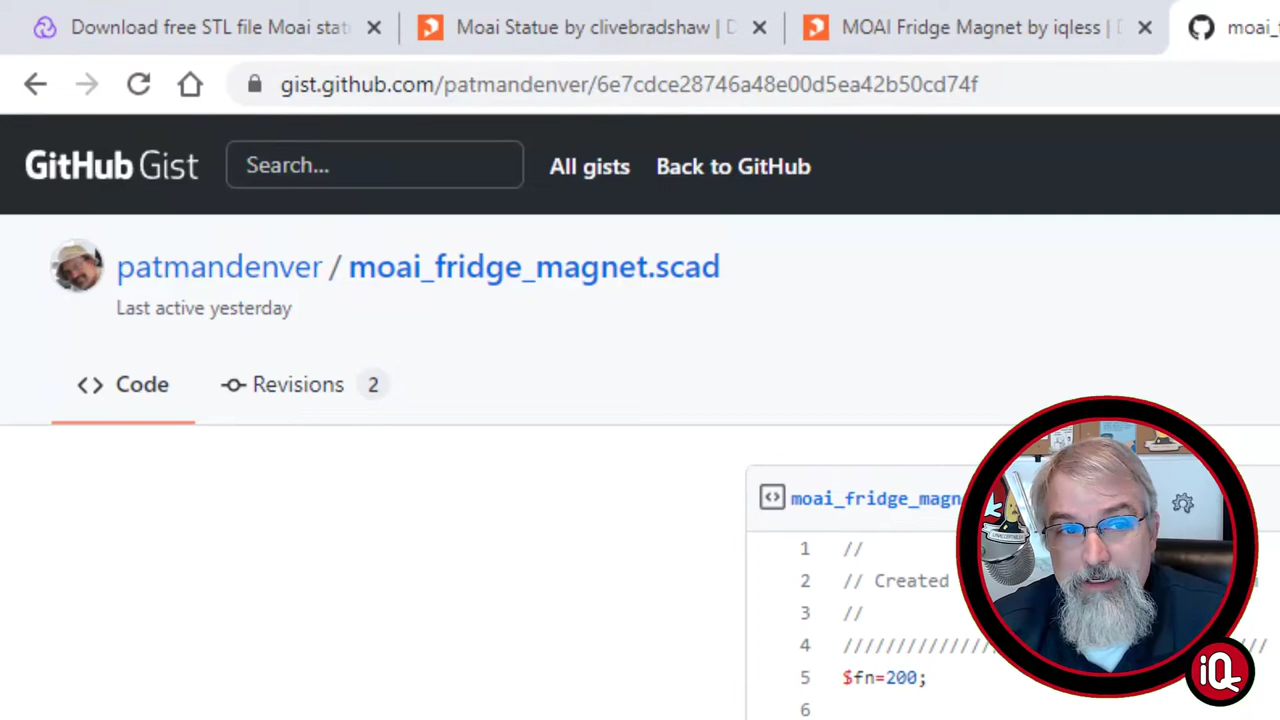 Download free STL file Moai stat
Moai Statue by clivebradshaw | D
MOAI Fridge Magnet by iqless | D
moai_f
gist.github.com/patmandenver/6e7cdce28746a48e00d5ea42b50cd74f
GitHub Gist
Search...
All gists
Back to GitHub
patmandenver / moai_fridge_magnet.scad
Last active yesterday
Code
Revisions 2
moai_fridge_magn
1 //
2 // Created
3 //
4 ///////////////
5 $fn=200;
6
UNACCEPTABLE
iQ